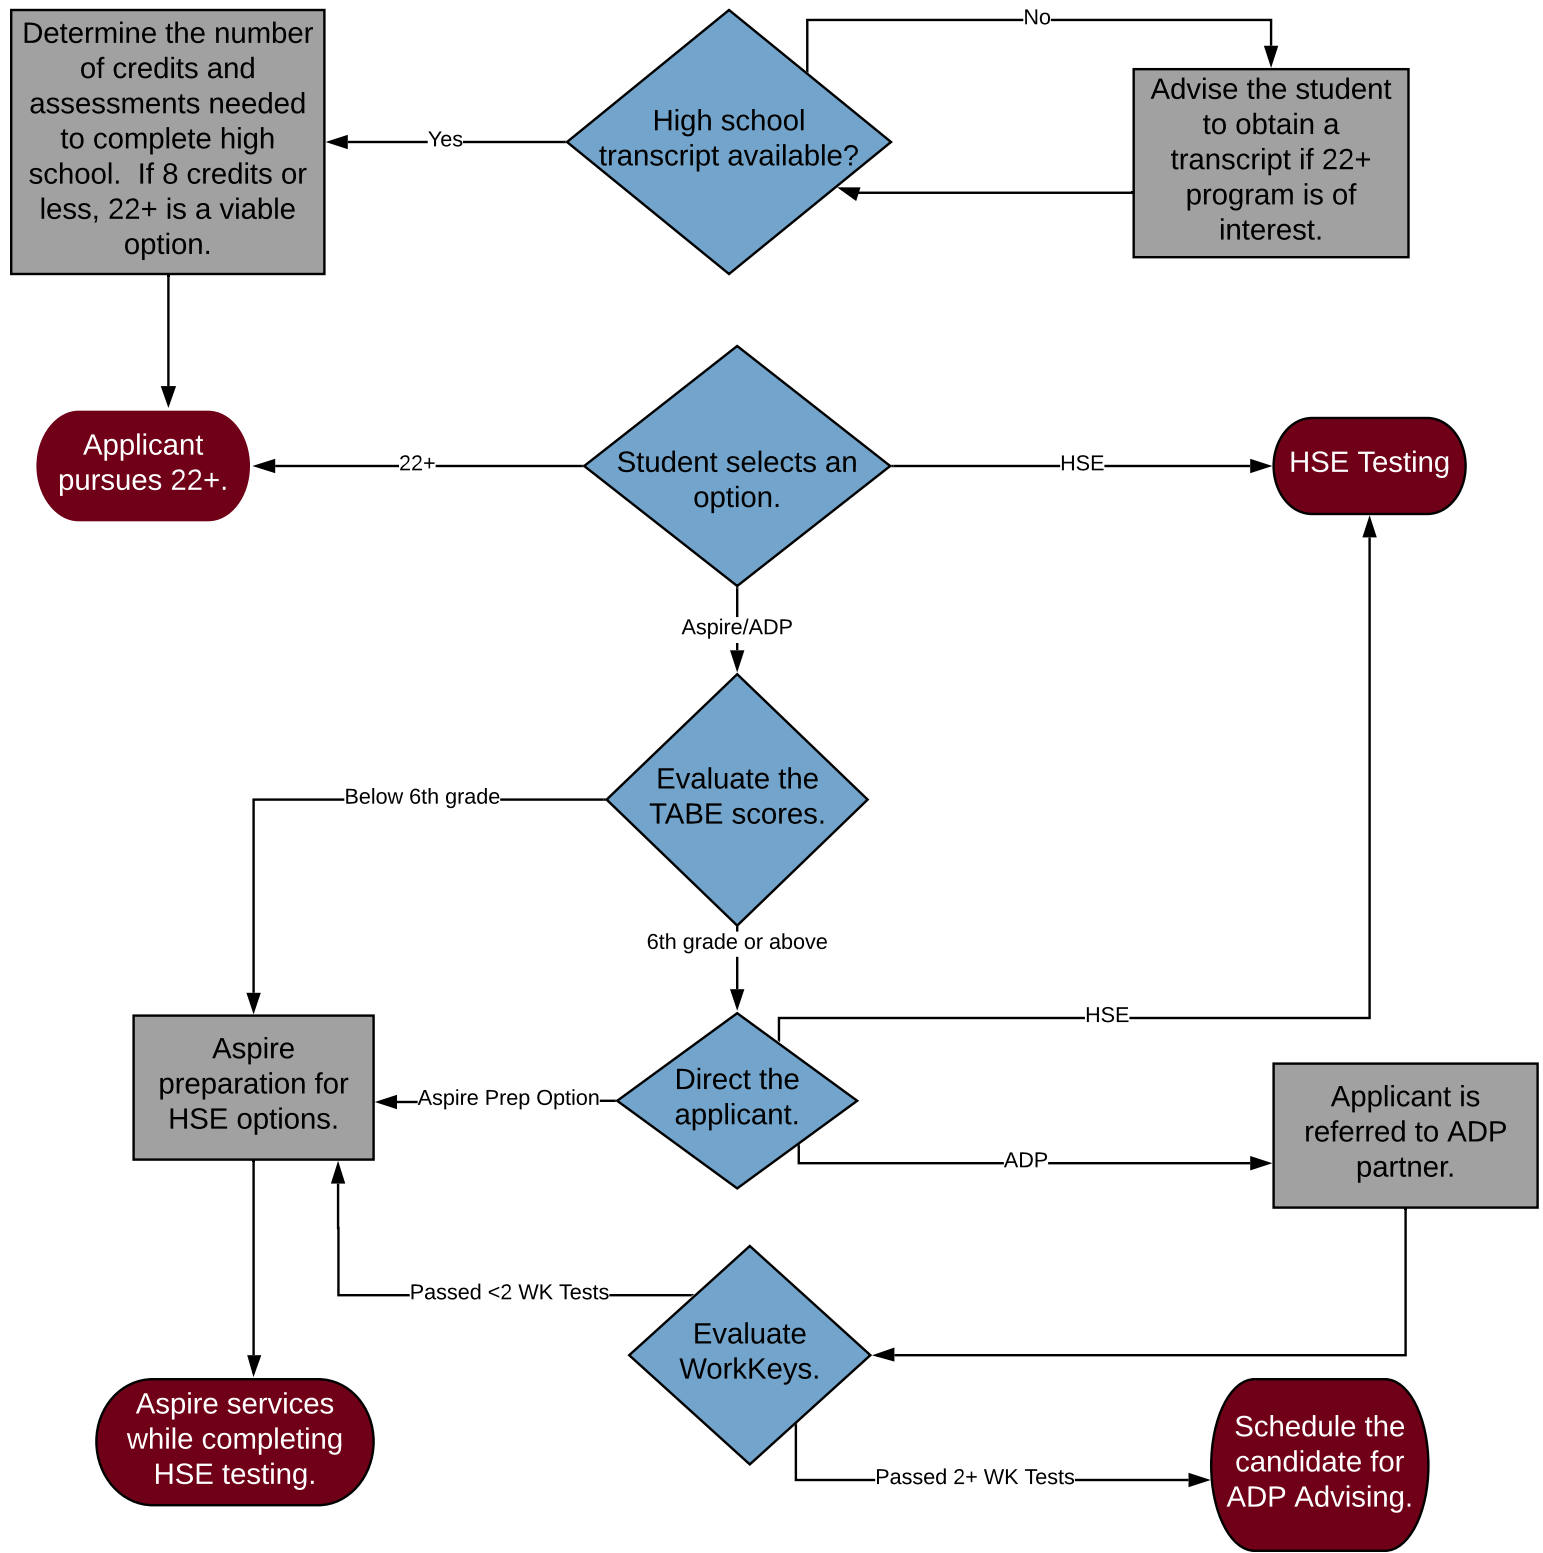 Determine the number
of credits and
assessments needed
to complete high
school.  If 8 credits or
less, 22+ is a viable
option.
Yes
High school
transcript available?
No
Advise the student
to obtain a
transcript if 22+
program is of
interest.
Applicant
pursues 22+.
22+
Student selects an
option.
HSE
HSE Testing
Aspire/ADP
Evaluate the
TABE scores.
Below 6th grade
6th grade or above
Aspire
preparation for
HSE options.
Aspire Prep Option
Direct the
applicant.
HSE
ADP
Applicant is
referred to ADP
partner.
Passed <2 WK Tests
Evaluate
WorkKeys.
Passed 2+ WK Tests
Aspire services
while completing
HSE testing.
Schedule the
candidate for
ADP Advising.